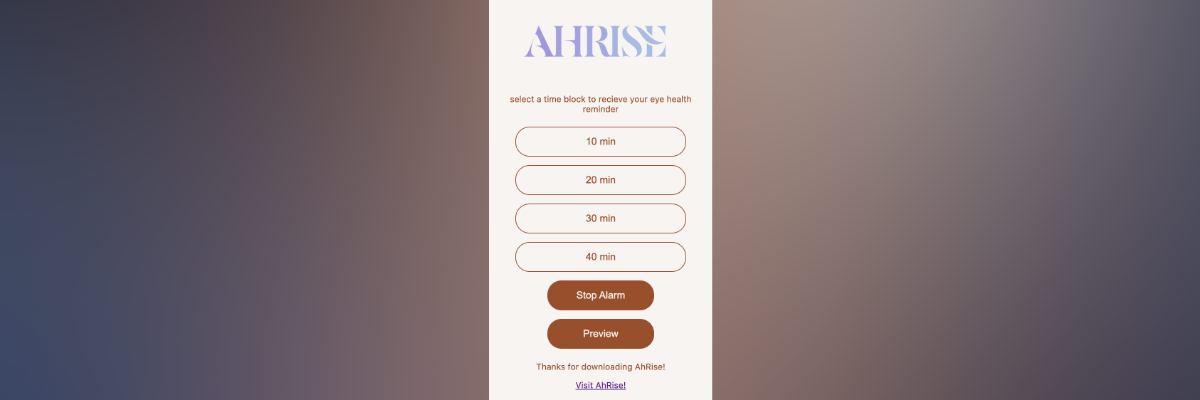 AHRISE
select a time block to recieve your eye health
reminder
10 min
20 min
30 min
40 min
Stop Alarm
Preview
Thanks for downloading AhRise!
Visit AhRise!